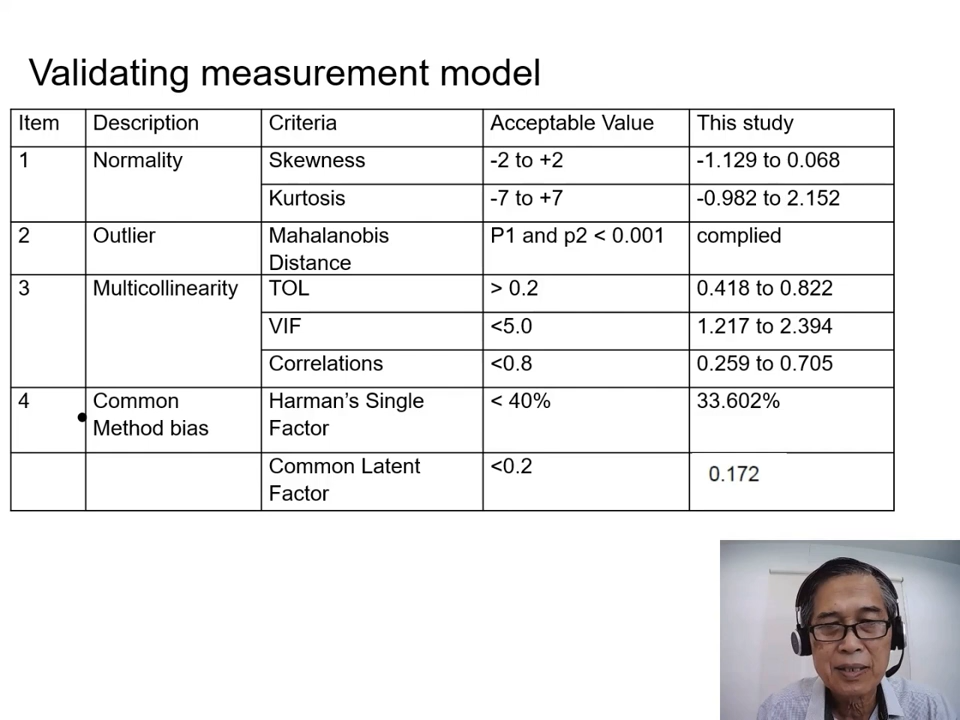 Validating measurement model
Item Description Criteria Acceptable Value This study
1 Normality Skewness -2 to +2 -1.129 to 0.068
Kurtosis -7 to +7 -0.982 to 2.152
2 Outlier Mahalanobis P1 and p2 < 0.001 complied
Distance
3 Multicollinearity TOL > 0.2 0.418 to 0.822
VIF <5.0 1.217 to 2.394
Correlations <0.8 0.259 to 0.705
4 Common Harman’s Single < 40% 33.602%
Method bias Factor
Common Latent <0.2 0.172
Factor